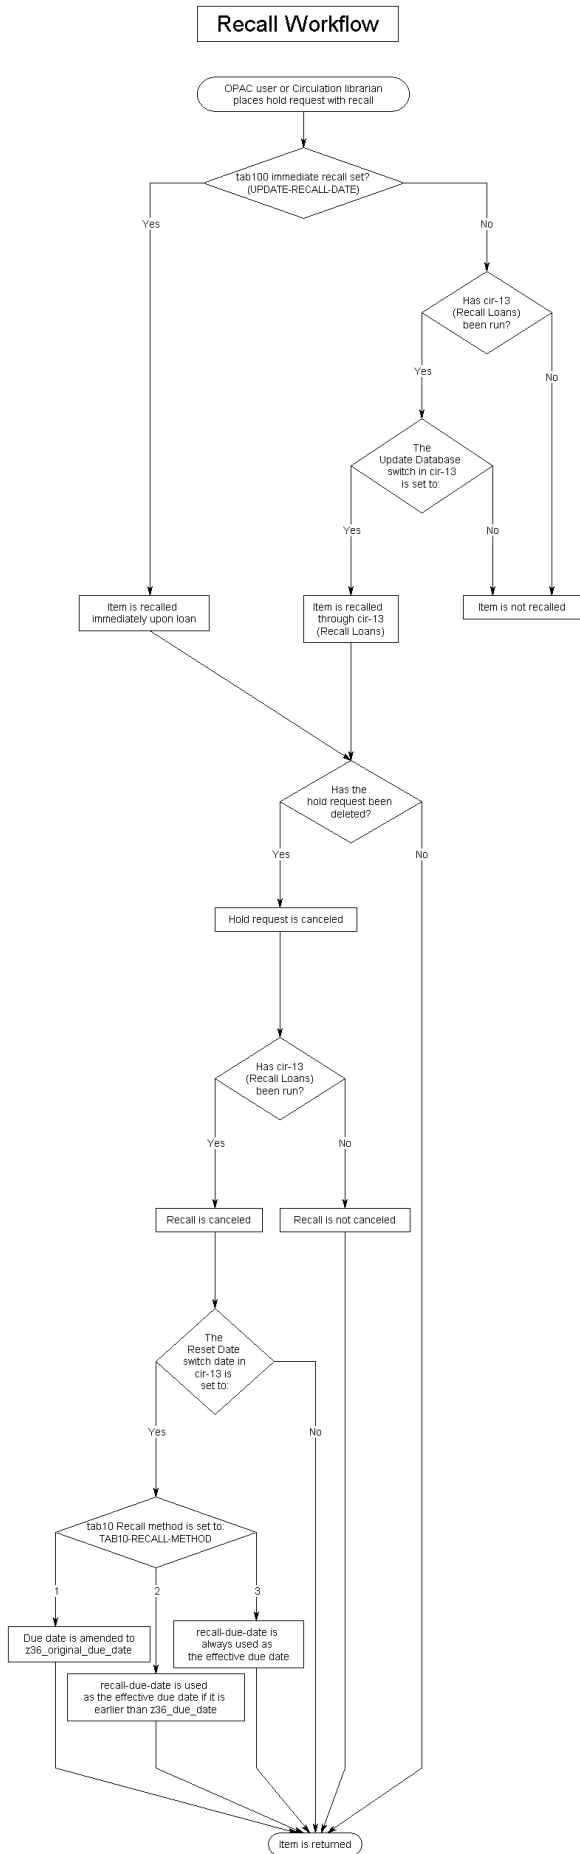 Recall Workflow
OPAC user or Circulation librarian
places hold request with recall
tab100 immediate recall set?
(UPDATE-RECALL-DATE)
Yes
No
Has cir-13
(Recall Loans)
been run?
Yes
No
The
Update Database
switch in cir-13
is set to:
Yes
No
Item is recalled
immediately upon loan
Item is recalled
through cir-13
(Recall Loans)
Item is not recalled
Has the
hold request been
deleted?
Yes
No
Hold request is canceled
Has cir-13
(Recall Loans)
been run?
Yes
No
Recall is canceled
Recall is not canceled
The
Reset Date
switch date in
cir-13 is
set to:
Yes
No
tab10 Recall method is set to:
TAB10-RECALL-METHOD
1
2
3
Due date is amended to
z36_original_due_date
recall-due-date is
always used as
the effective due date
recall-due-date is used
as the effective due date if it is
earlier than z36_due_date
Item is returned